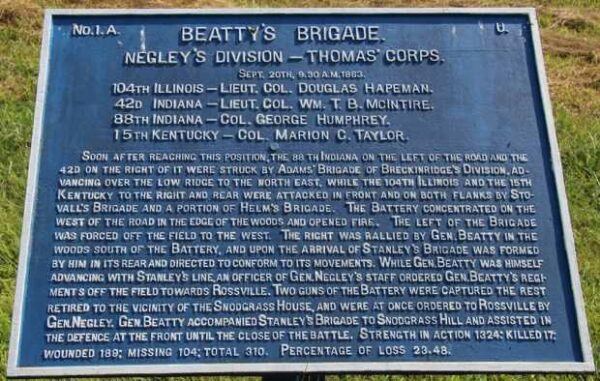 No. 1. A. BEATTY'S BRIGADE. U.
NEGLEY'S DIVISION — THOMAS' CORPS.
SEPT. 20TH, 9.30 A.M. 1863.
104TH ILLINOIS — LIEUT. COL. DOUGLAS HAPEMAN.
42D INDIANA — LIEUT. COL. WM. T. B. MCINTIRE.
88TH INDIANA — COL. GEORGE HUMPHREY.
15TH KENTUCKY — COL. MARION C. TAYLOR.
SOON AFTER REACHING THIS POSITION, THE 88TH INDIANA ON THE LEFT OF THE ROAD AND THE
42D ON THE RIGHT OF IT WERE STRUCK BY ADAMS' BRIGADE OF BRECKINRIDGE'S DIVISION, AD-
VANCING OVER THE LOW RIDGE TO THE NORTH EAST, WHILE THE 104TH ILLINOIS AND THE 15TH
KENTUCKY TO THE RIGHT AND REAR WERE ATTACKED IN FRONT AND ON BOTH FLANKS BY STO-
VALL'S BRIGADE AND A PORTION OF HELM'S BRIGADE. THE BATTERY CONCENTRATED ON THE
WEST OF THE ROAD IN THE EDGE OF THE WOODS AND OPENED FIRE. THE LEFT OF THE BRIGADE
WAS FORCED OFF THE FIELD TO THE WEST. THE RIGHT WAS RALLIED BY GEN. BEATTY IN THE
WOODS SOUTH OF THE BATTERY, AND UPON THE ARRIVAL OF STANLEY'S BRIGADE WAS FORMED
BY HIM IN ITS REAR AND DIRECTED TO CONFORM TO ITS MOVEMENTS. WHILE GEN. BEATTY WAS HIMSELF
ADVANCING WITH STANLEY'S LINE, AN OFFICER OF GEN. NEGLEY'S STAFF ORDERED GEN. BEATTY'S REGI-
MENTS OFF THE FIELD TOWARDS ROSSVILLE. TWO GUNS OF THE BATTERY WERE CAPTURED THE REST
RETIRED TO THE VICINITY OF THE SNODGRASS HOUSE, AND WERE AT ONCE ORDERED TO ROSSVILLE BY
GEN. NEGLEY. GEN. BEATTY ACCOMPANIED STANLEY'S BRIGADE TO SNODGRASS HILL AND ASSISTED IN
THE DEFENCE AT THE FRONT UNTIL THE CLOSE OF THE BATTLE. STRENGTH IN ACTION 1324: KILLED 17;
WOUNDED 189; MISSING 104; TOTAL 310. PERCENTAGE OF LOSS 23.48.